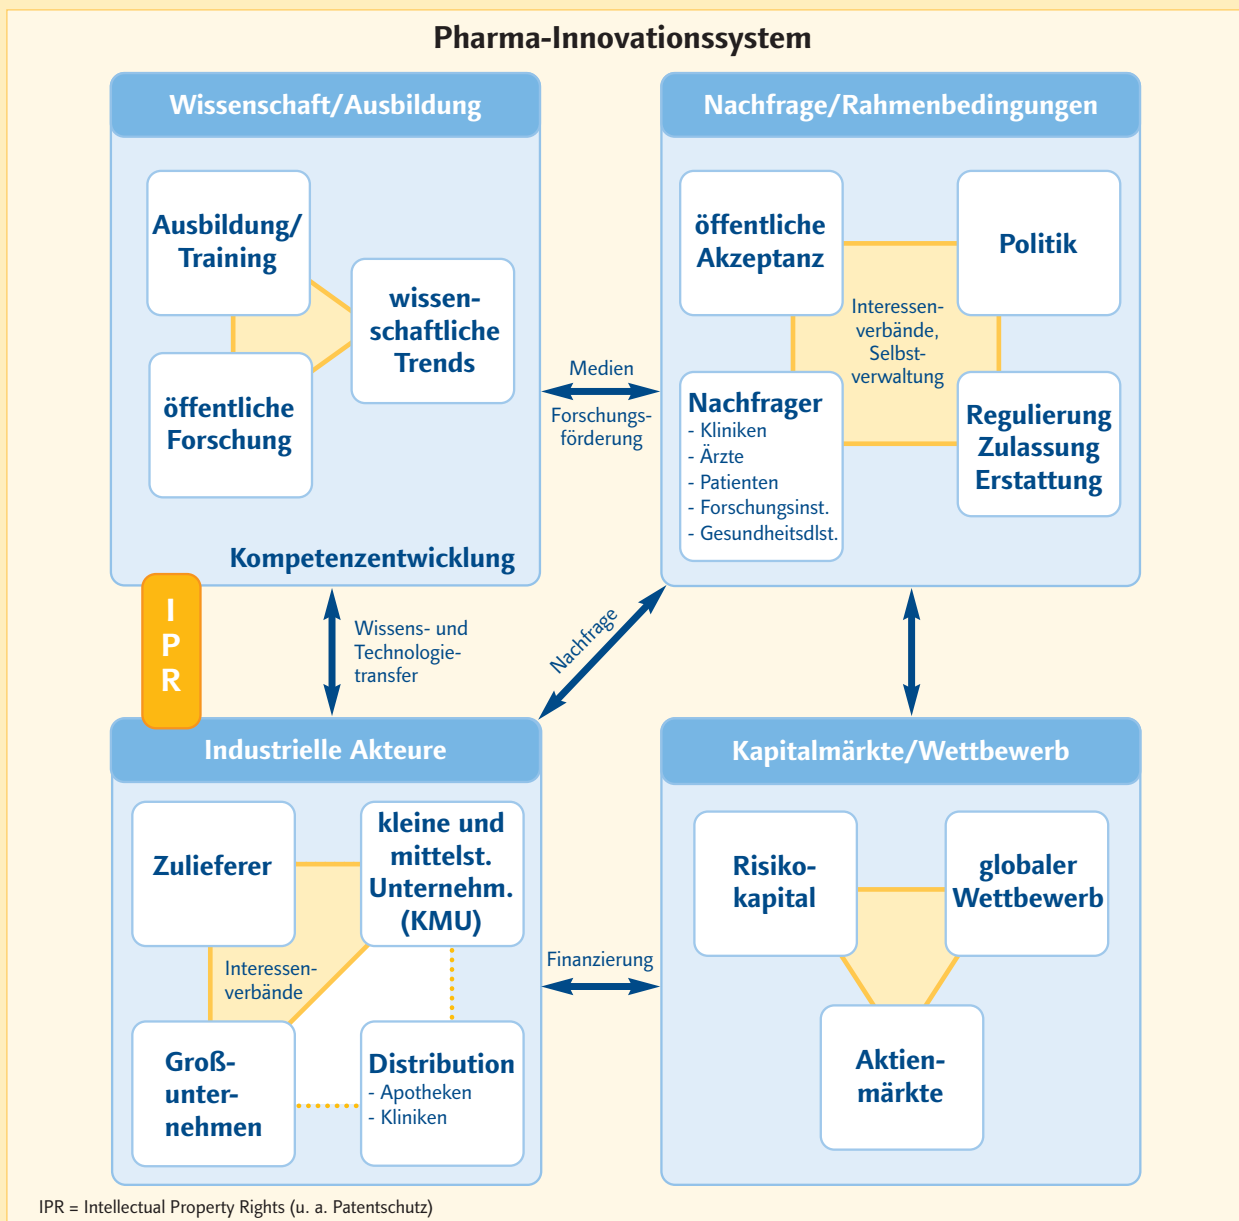 Pharma-Innovationssystem
Wissenschaft/Ausbildung
Ausbildung/
Training
wissen-
schaftliche
Trends
öffentliche
Forschung
Kompetenzentwicklung
Medien
Forschungs-
förderung
Nachfrage/Rahmenbedingungen
öffentliche
Akzeptanz
Politik
Interessen-
verbände,
Selbst-
verwaltung
Nachfrager
- Kliniken
- Ärzte
- Patienten
- Forschungsinst.
- Gesundheitsdlst.
Regulierung
Zulassung
Erstattung
I
P
R
Wissens- und
Technologie-
transfer
Nachfrage
Industrielle Akteure
Zulieferer
kleine und
mittelst.
Unternehm.
(KMU)
Interessen-
verbände
Groß-
unter-
nehmen
Distribution
- Apotheken
- Kliniken
Finanzierung
Kapitalmärkte/Wettbewerb
Risiko-
kapital
globaler
Wettbewerb
Aktien-
märkte
IPR = Intellectual Property Rights (u. a. Patentschutz)